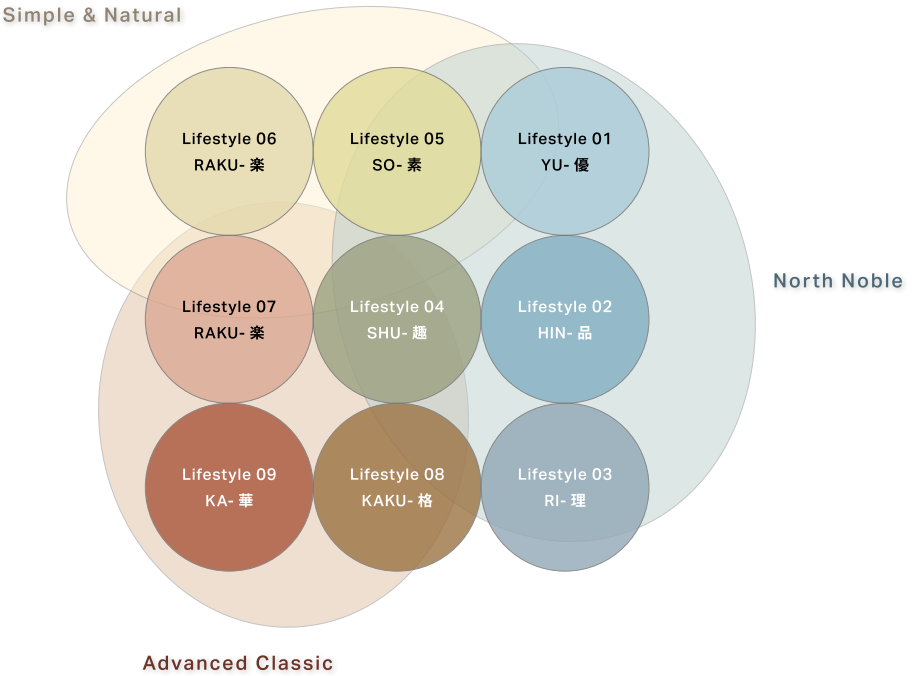 Simple & Natural
Lifestyle 06
RAKU- 楽
Lifestyle 05
SO- 素
Lifestyle 01
YU- 優
North Noble
Lifestyle 07
RAKU- 楽
Lifestyle 04
SHU- 趣
Lifestyle 02
HIN- 品
Lifestyle 09
KA- 華
Lifestyle 08
KAKU- 格
Lifestyle 03
RI- 理
Advanced Classic